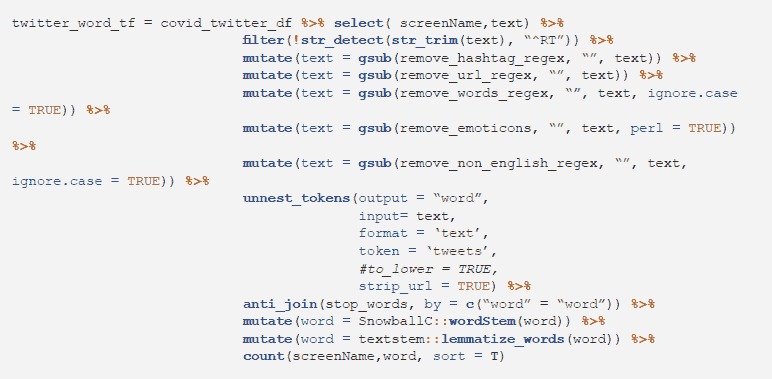 twitter_word_tf = covid_twitter_df %>% select( screenName,text) %>%
filter(!str_detect(str_trim(text), “^RT”)) %>%
mutate(text = gsub(remove_hashtag_regex, “”, text)) %>%
mutate(text = gsub(remove_url_regex, “”, text)) %>%
mutate(text = gsub(remove_words_regex, “”, text, ignore.case
= TRUE)) %>%
mutate(text = gsub(remove_emoticons, “”, text, perl = TRUE))
%>%
mutate(text = gsub(remove_non_english_regex, “”, text,
ignore.case = TRUE)) %>%
unnest_tokens(output = “word”,
input= text,
format = ‘text’,
token = ‘tweets’,
#to_lower = TRUE,
strip_url = TRUE) %>%
anti_join(stop_words, by = c(“word” = “word”)) %>%
mutate(word = SnowballC::wordStem(word)) %>%
mutate(word = textstem::lemmatize_words(word)) %>%
count(screenName,word, sort = T)